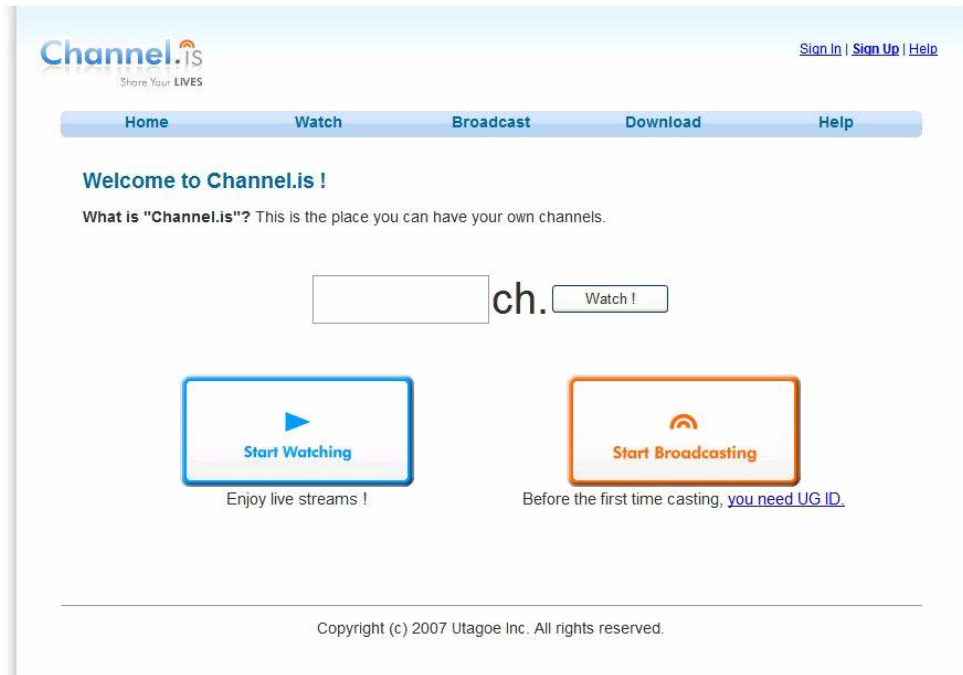 Channel.is
Share Your LIVES
Sign In | Sign Up | Help
Home Watch Broadcast Download Help
Welcome to Channel.is !
What is "Channel.is"? This is the place you can have your own channels.
ch. Watch !
Start Watching
Enjoy live streams !
Start Broadcasting
Before the first time casting, you need UG ID.
Copyright (c) 2007 Utagoe Inc. All rights reserved.